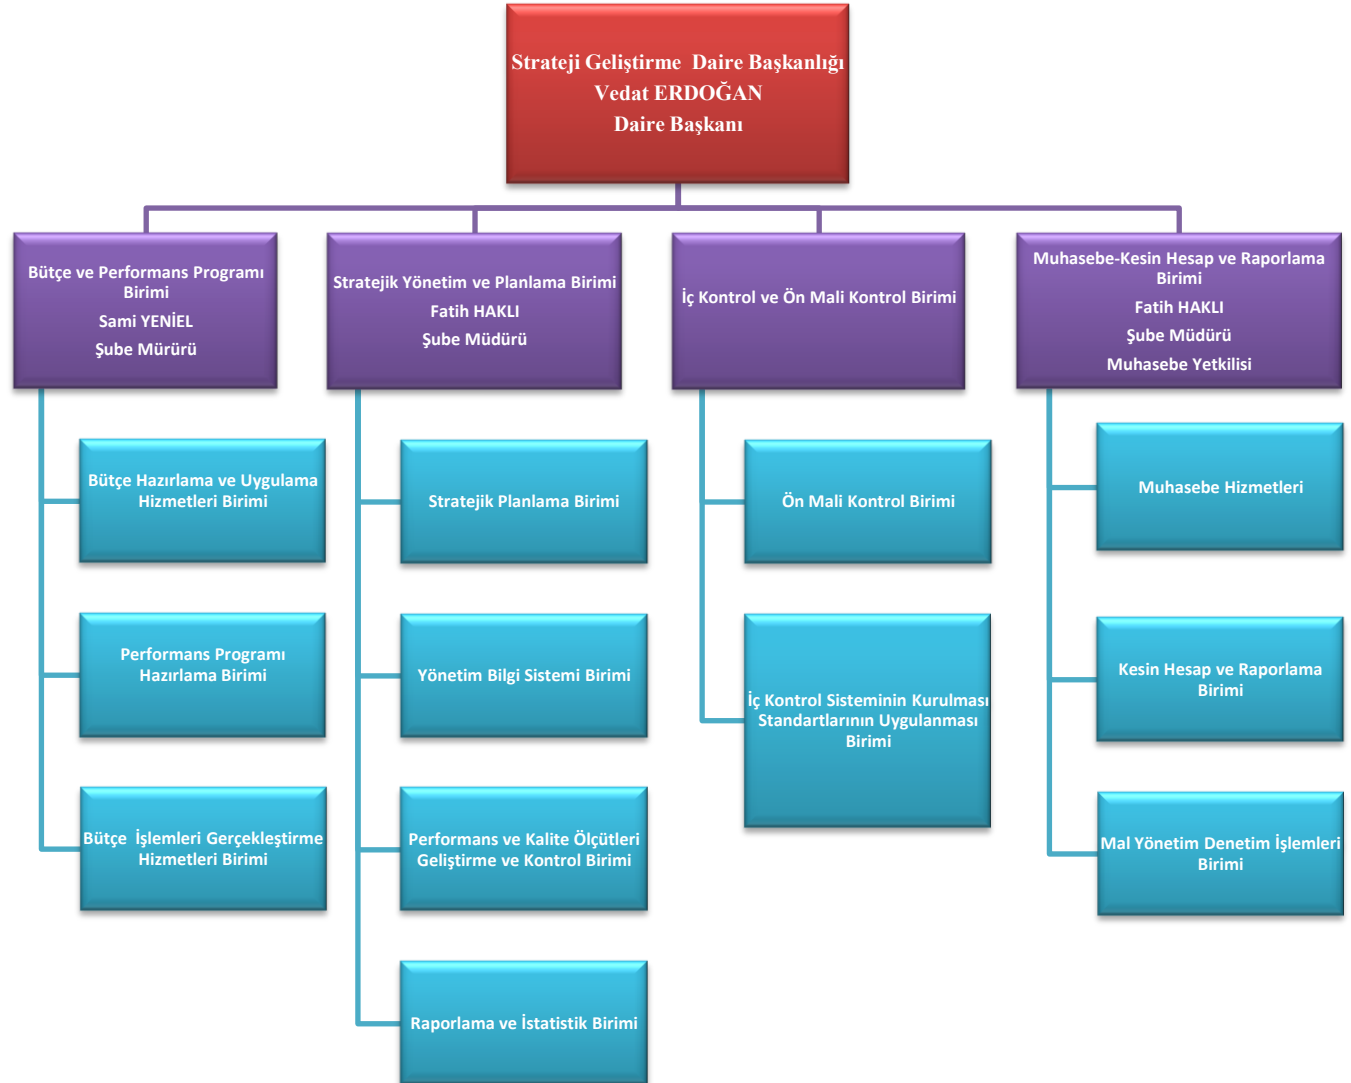 Strateji Geliştirme  Daire Başkanlığı
Vedat ERDOĞAN
Daire Başkanı
Bütçe ve Performans Programı
Birimi
Sami YENİEL
Şube Mürürü
Stratejik Yönetim ve Planlama Birimi
Fatih HAKLI
Şube Müdürü
İç Kontrol ve Ön Mali Kontrol Birimi
Muhasebe-Kesin Hesap ve Raporlama
Birimi
Fatih HAKLI
Şube Müdürü
Muhasebe Yetkilisi
Bütçe Hazırlama ve Uygulama
Hizmetleri Birimi
Performans Programı
Hazırlama Birimi
Bütçe  İşlemleri Gerçekleştirme
Hizmetleri Birimi
Stratejik Planlama Birimi
Yönetim Bilgi Sistemi Birimi
Performans ve Kalite Ölçütleri
Geliştirme ve Kontrol Birimi
Raporlama ve İstatistik Birimi
Ön Mali Kontrol Birimi
İç Kontrol Sisteminin Kurulması
Standartlarının Uygulanması
Birimi
Muhasebe Hizmetleri
Kesin Hesap ve Raporlama
Birimi
Mal Yönetim Denetim İşlemleri
Birimi